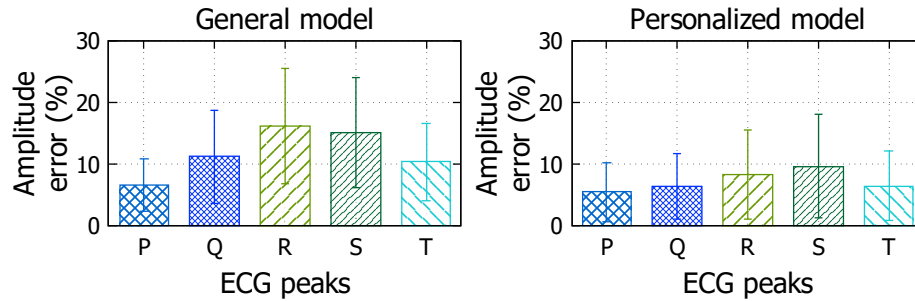 General model
Amplitude
error (%)
30
20
10
0
P Q R S T
ECG peaks
Personalized model
Amplitude
error (%)
30
20
10
0
P Q R S T
ECG peaks